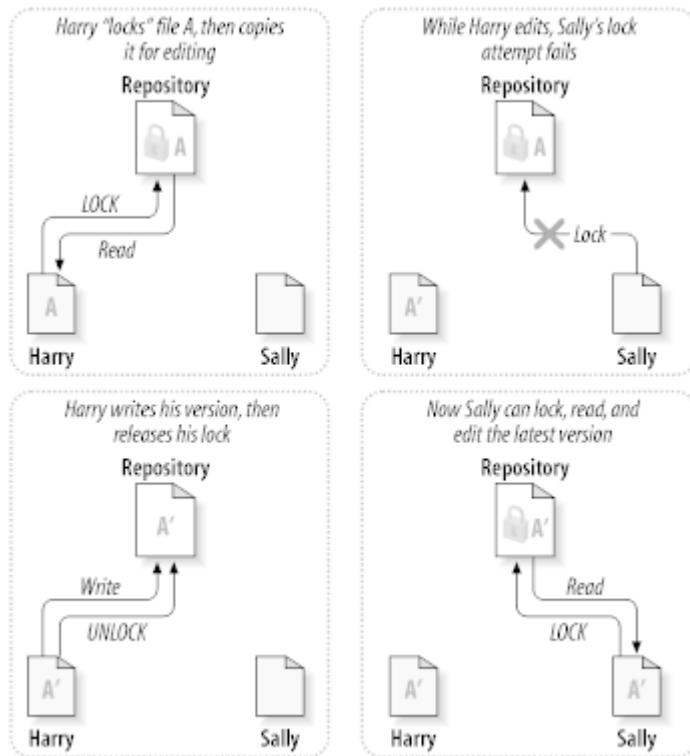 Harry “locks” file A, then copies
it for editing
Repository
A
LOCK
Read
A
Harry
Sally
While Harry edits, Sally’s lock
attempt fails
Repository
A
Lock
A′
Harry
Sally
Harry writes his version, then
releases his lock
Repository
A′
Write
UNLOCK
A′
Harry
Sally
Now Sally can lock, read, and
edit the latest version
Repository
A′
Read
LOCK
A′
A′
Harry
Sally